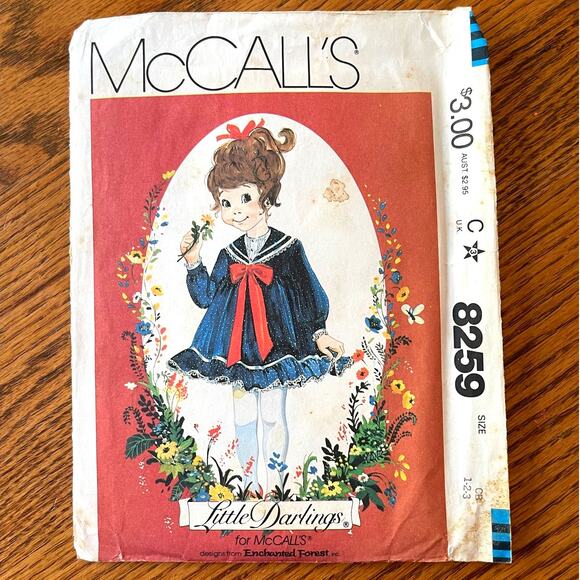 McCALL'S®
Little Darlings®
for McCALL'S®
designs from Enchanted Forest, inc.
$3.00 AUST. $2.95
C U.K. 3
8259
SIZE
CB
1-2-3